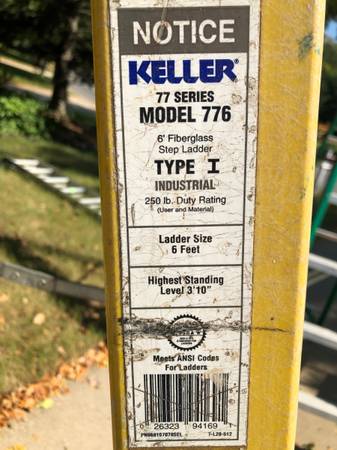 NOTICE
KELLER®
77 SERIES
MODEL 776
6' Fiberglass
Step Ladder
TYPE I
INDUSTRIAL
250 lb. Duty Rating
(User and Material)
Ladder Size
6 Feet
Highest Standing
Level 3'10"
Meets ANSI Codes
For Ladders
0 26323 94169